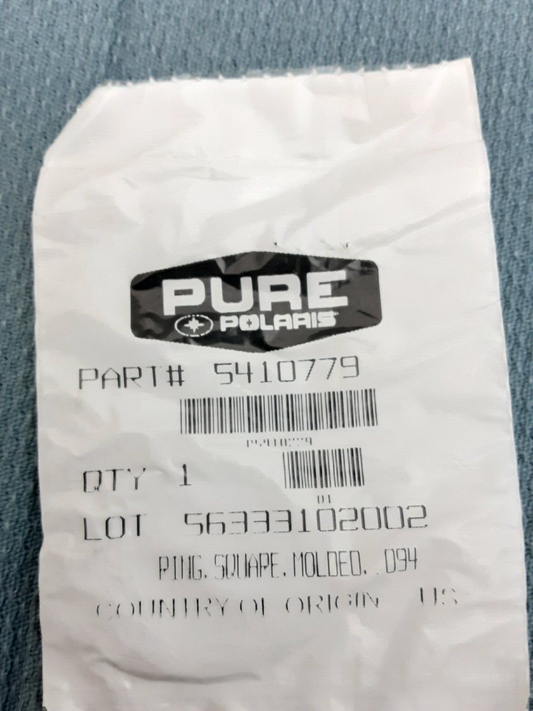 PURE
POLARIS
PART# 5410779
QTY 1
01
LOT 56333102002
RING, SQUARE, MOLDED, .094
COUNTRY OF ORIGIN US